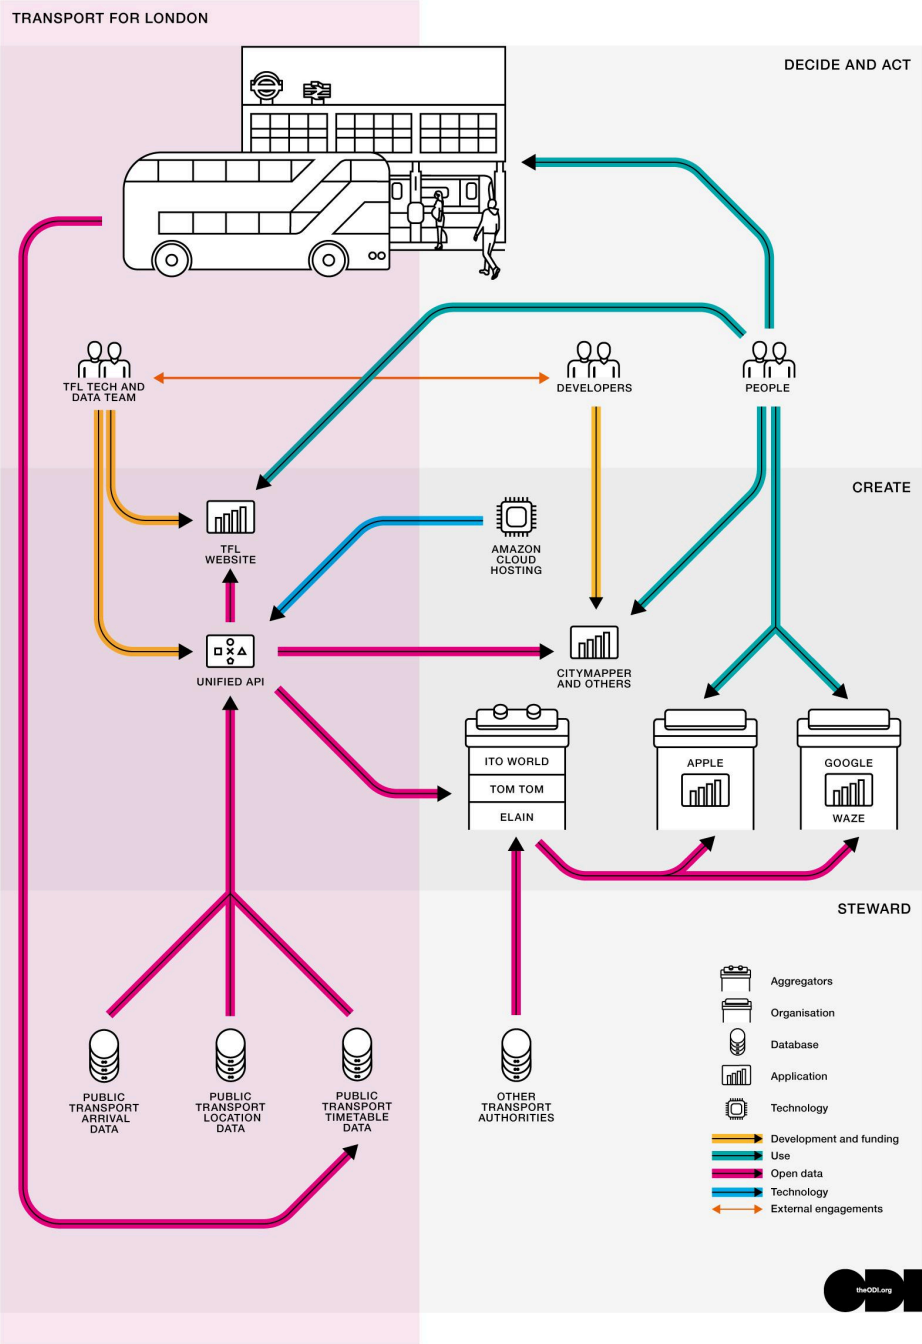 TRANSPORT FOR LONDON
DECIDE AND ACT
TFL TECH AND
DATA TEAM
DEVELOPERS
PEOPLE
CREATE
TFL
WEBSITE
AMAZON
CLOUD
HOSTING
UNIFIED API
CITYMAPPER
AND OTHERS
ITO WORLD
TOM TOM
ELAIN
APPLE
GOOGLE
WAZE
STEWARD
PUBLIC
TRANSPORT
ARRIVAL
DATA
PUBLIC
TRANSPORT
LOCATION
DATA
PUBLIC
TRANSPORT
TIMETABLE
DATA
OTHER
TRANSPORT
AUTHORITIES
Aggregators
Organisation
Database
Application
Technology
Development and funding
Use
Open data
Technology
External engagements
ODI
theODI.org